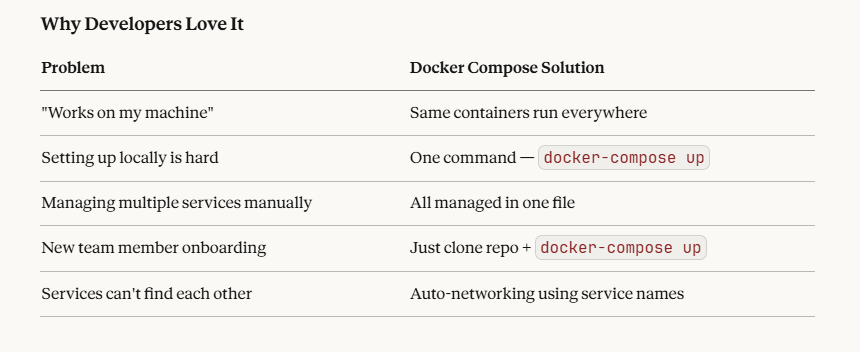 Why Developers Love It
Problem Docker Compose Solution
"Works on my machine" Same containers run everywhere
Setting up locally is hard One command — docker-compose up
Managing multiple services manually All managed in one file
New team member onboarding Just clone repo + docker-compose up
Services can't find each other Auto-networking using service names